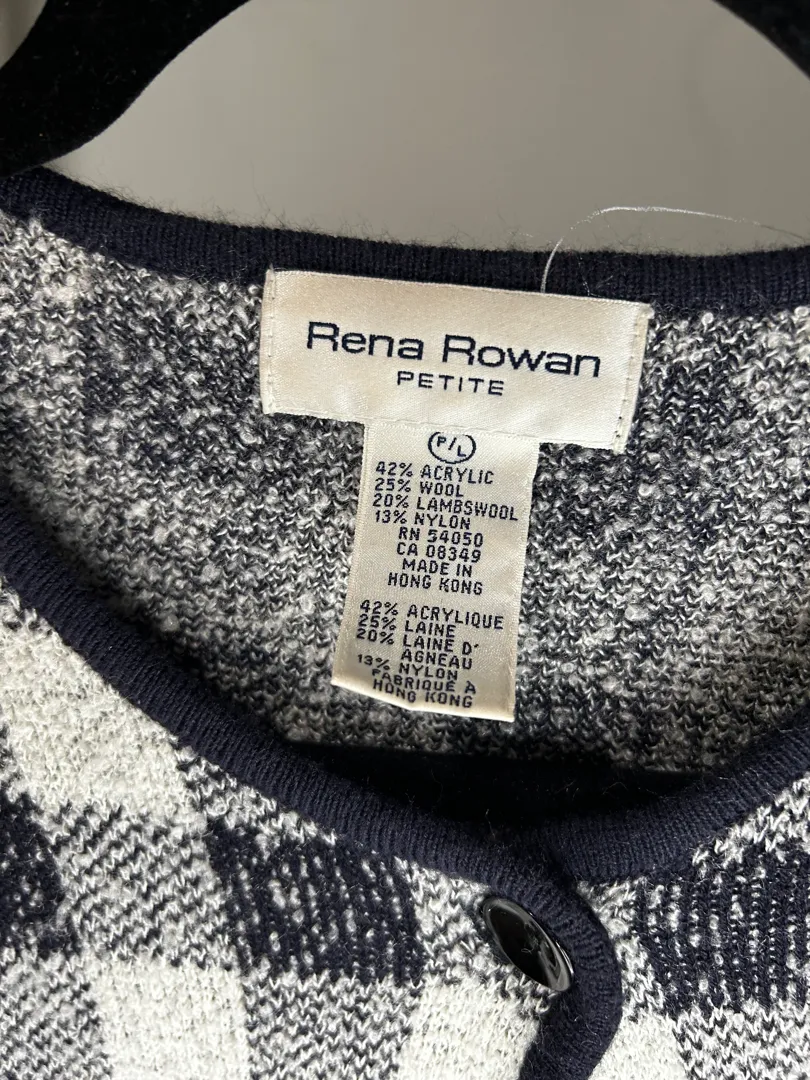 Rena Rowan
PETITE
P/L
42% ACRYLIC
25% WOOL
20% LAMBSWOOL
13% NYLON
RN 54050
CA 08349
MADE IN
HONG KONG
42% ACRYLIQUE
25% LAINE
20% LAINE D'
AGNEAU
13% NYLON
FABRIQUE À
HONG KONG